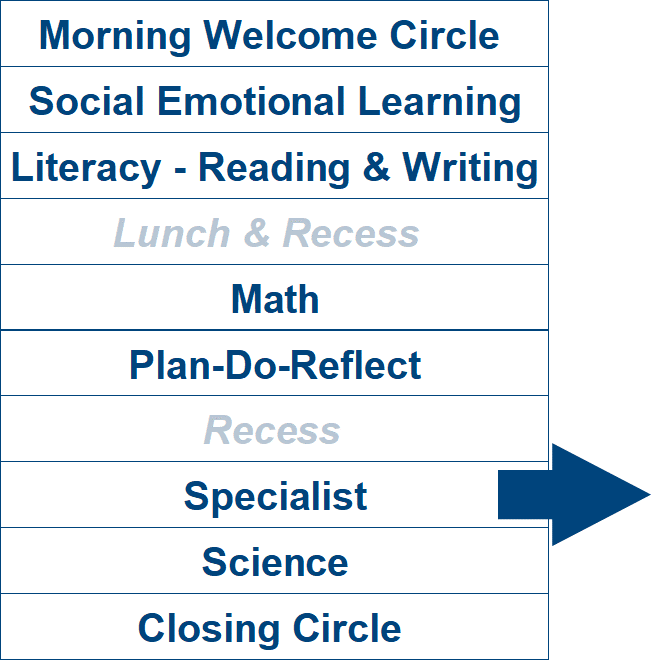 Morning Welcome Circle
Social Emotional Learning
Literacy - Reading & Writing
Lunch & Recess
Math
Plan-Do-Reflect
Recess
Specialist
Science
Closing Circle